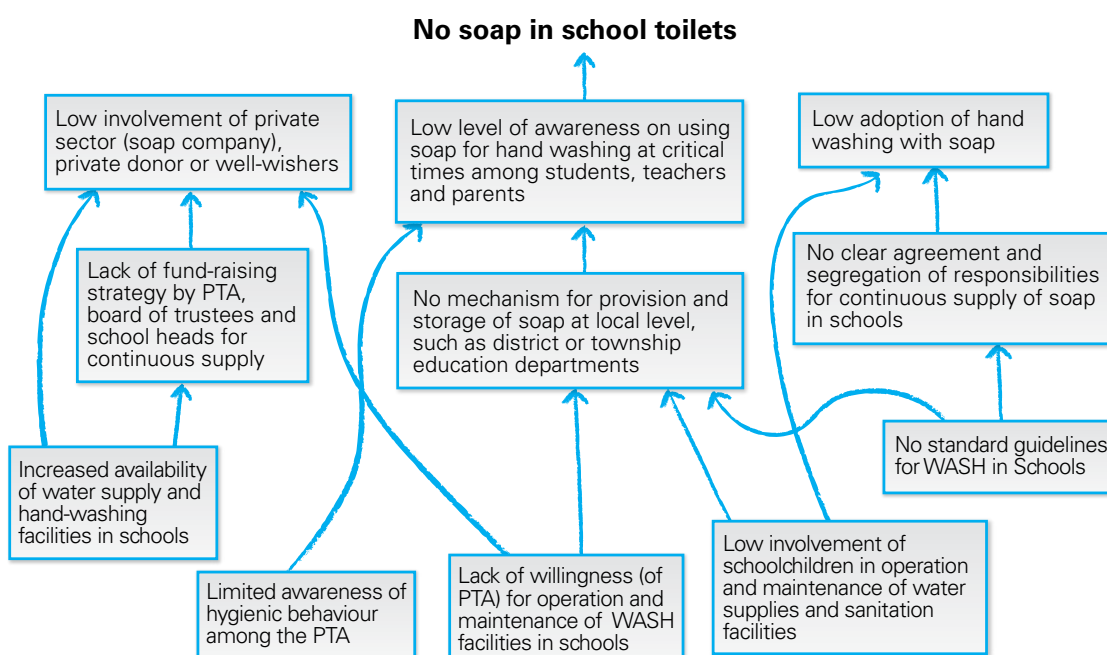 No soap in school toilets
Low involvement of private
sector (soap company),
private donor or well-wishers
Low level of awareness on using
soap for hand washing at critical
times among students, teachers
and parents
Low adoption of hand
washing with soap
Lack of fund-raising
strategy by PTA,
board of trustees and
school heads for
continuous supply
No mechanism for provision and
storage of soap at local level,
such as district or township
education departments
No clear agreement and
segregation of responsibilities
for continuous supply of soap
in schools
Increased availability
of water supply and
hand-washing
facilities in schools
No standard guidelines
for WASH in Schools
Limited awareness of
hygienic behaviour
among the PTA
Lack of willingness (of
PTA) for operation and
maintenance of WASH
facilities in schools
Low involvement of
schoolchildren in operation
and maintenance of water
supplies and sanitation
facilities